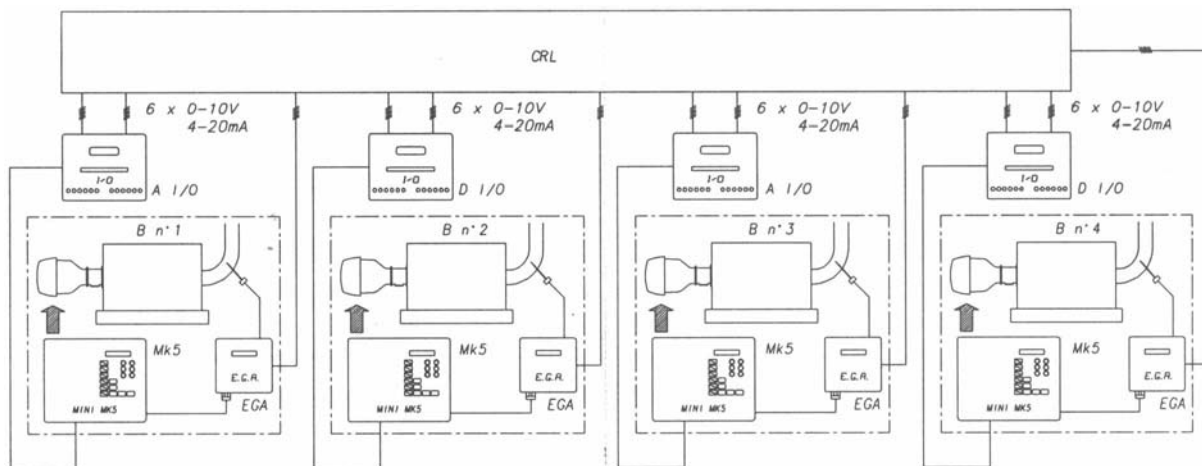 CRL
6 x 0-10V
4-20mA
6 x 0-10V
4-20mA
6 x 0-10V
4-20mA
6 x 0-10V
4-20mA
I/O
A I/O
I/O
D I/O
I/O
A I/O
I/O
D I/O
B n°1
B n°2
B n°3
B n°4
Mk5
Mk5
Mk5
Mk5
E.G.A.
E.G.A.
E.G.A.
E.G.A.
MINI MK5
EGA
MINI MK5
EGA
MINI MK5
EGA
MINI MK5
EGA